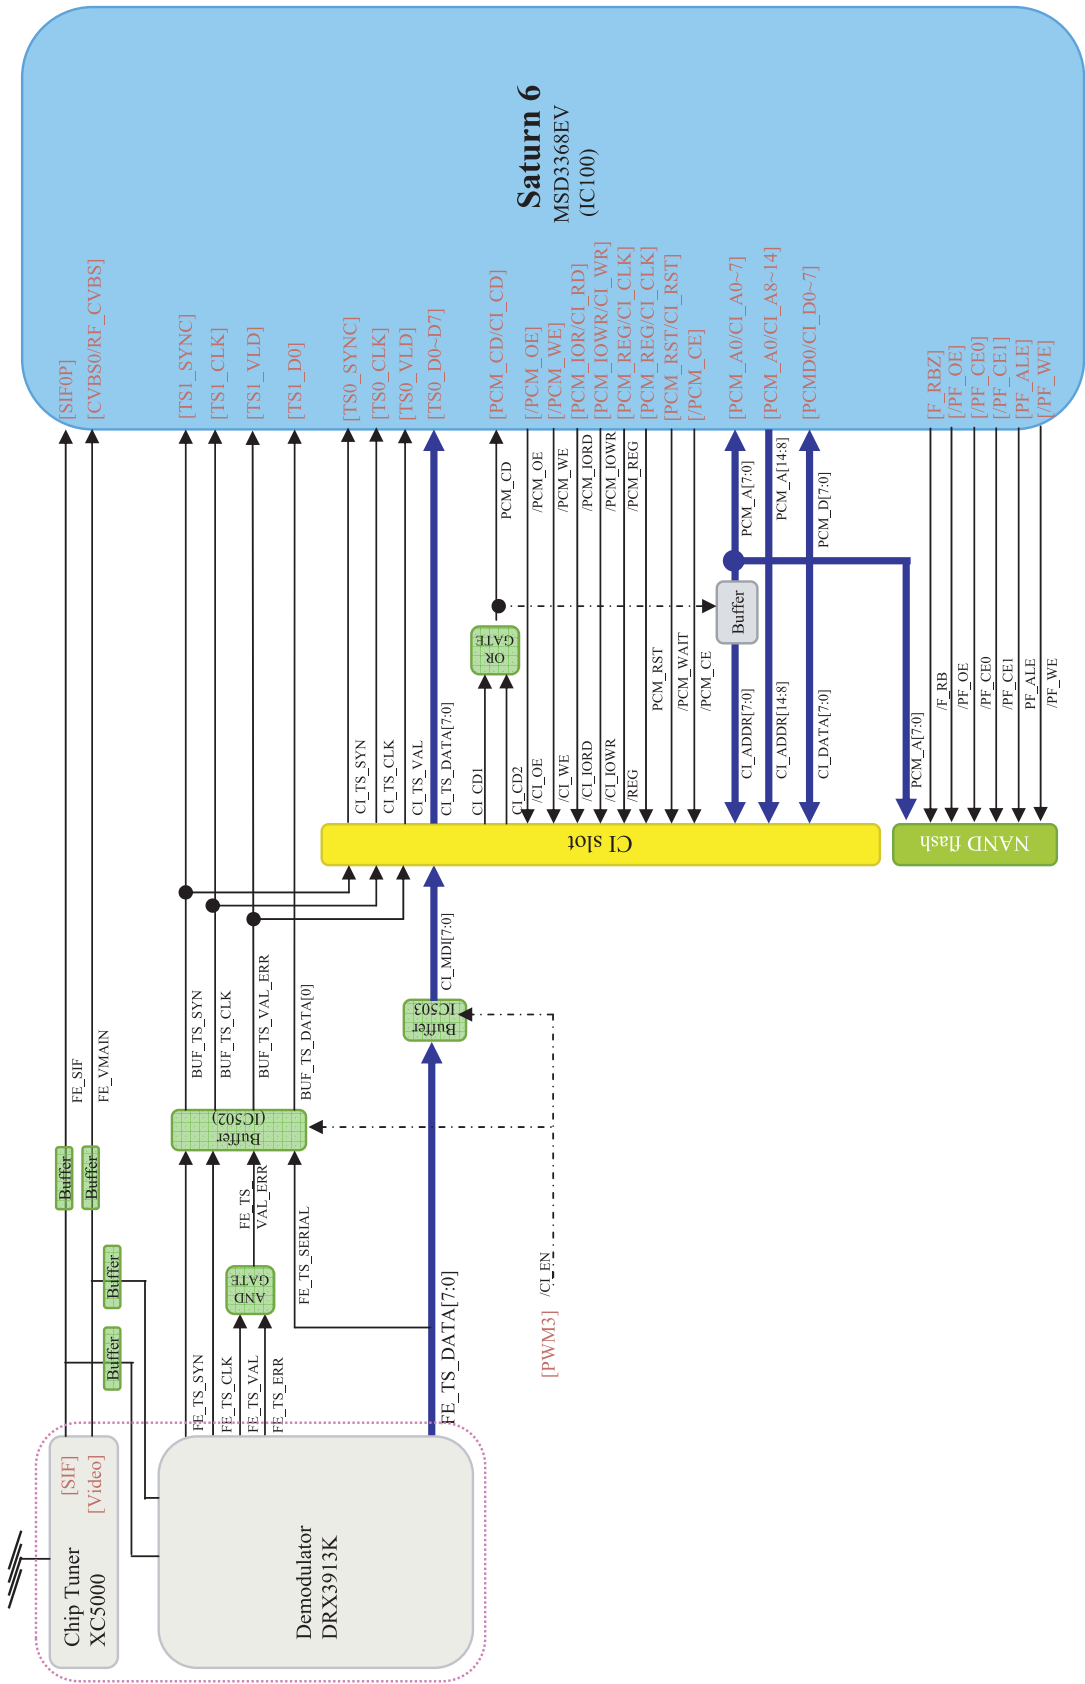 Saturn 6
MSD3368EV
(IC100)
[SIF0P]
[CVBS0/RF_CVBS]
[TS1_SYNC]
[TS1_CLK]
[TS1_VLD]
[TS1_D0]
[TS0_SYNC]
[TS0_CLK]
[TS0_VLD]
[TS0_D0~D7]
[PCM_CD/CI_CD]
[/PCM_OE]
[/PCM_WE]
[PCM_IOR/CI_RD]
[PCM_IOWR/CI_WR]
[PCM_REG/CI_CLK]
[PCM_REG/CI_CLK]
[PCM_RST/CI_RST]
[/PCM_CE]
[PCM_A0/CI_A0~7]
[PCM_A0/CI_A8~14]
[PCMD0/CI_D0~7]
[F_RBZ]
[/PF_OE]
[/PF_CE0]
[/PF_CE1]
[PF_ALE]
[/PF_WE]
PCM_CD
/PCM_OE
/PCM_WE
/PCM_IORD
/PCM_IOWR
/PCM_REG
PCM_A[7:0]
PCM_A[14:8]
PCM_D[7:0]
OR
GATE
Buffer
PCM_RST
/PCM_WAIT
/PCM_CE
CI_TS_SYN
CI_TS_CLK
CI_TS_VAL
CI_TS_DATA[7:0]
CI_CD1
CI_CD2
/CI_OE
/CI_WE
/CI_IORD
/CI_IOWR
/REG
CI_ADDR[7:0]
CI_ADDR[14:8]
CI_DATA[7:0]
PCM_A[7:0]
/F_RB
/PF_OE
/PF_CE0
/PF_CE1
PF_ALE
/PF_WE
CI slot
NAND flash
CI_MDI[7:0]
Buffer
IC503
FE_SIF
FE_VMAIN
BUF_TS_SYN
BUF_TS_CLK
BUF_TS_VAL_ERR
BUF_TS_DATA[0]
Buffer
(IC502)
Buffer
Buffer
Buffer
Buffer
FE_TS_
VAL_ERR
AND
GATE
FE_TS_SERIAL
FE_TS_SYN
FE_TS_CLK
FE_TS_VAL
FE_TS_ERR
FE_TS_DATA[7:0]
/CI_EN
[PWM3]
[SIF]
[Video]
Chip Tuner
XC5000
Demodulator
DRX3913K